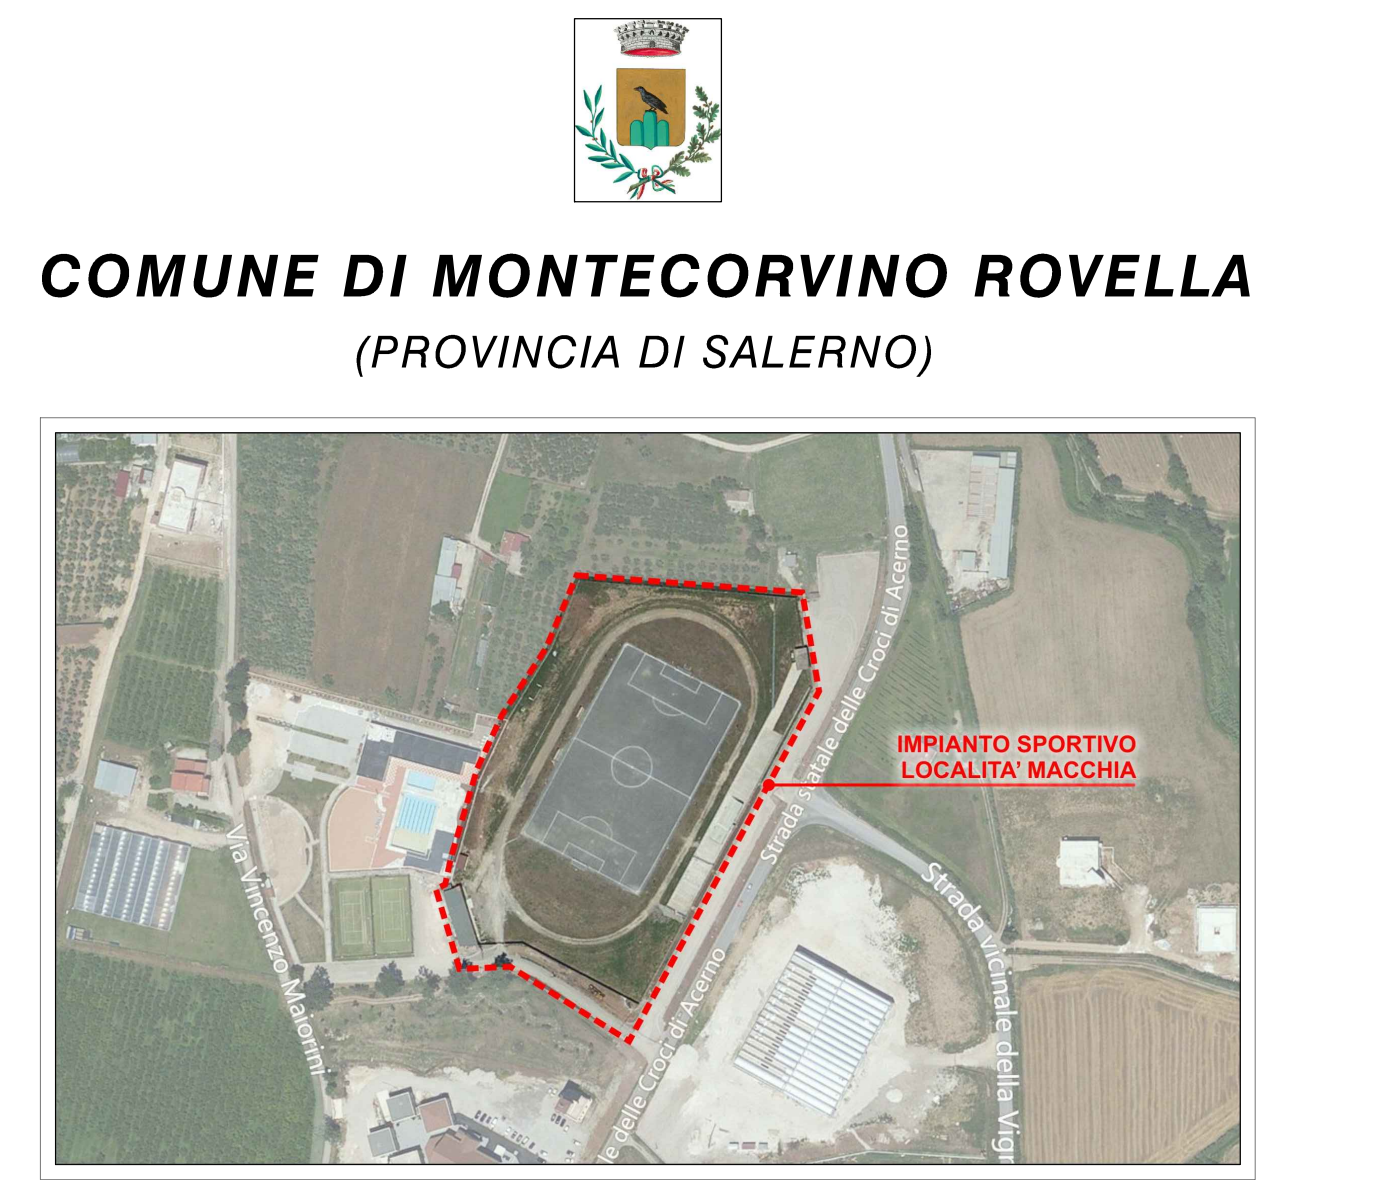 COMUNE DI MONTECORVINO ROVELLA
(PROVINCIA DI SALERNO)
Strada statale delle Croci di Acerno
IMPIANTO SPORTIVO
LOCALITA’ MACCHIA
Via Vincenzo Maiorini
Strada vicinale della Vign
le delle Croci di Acerno